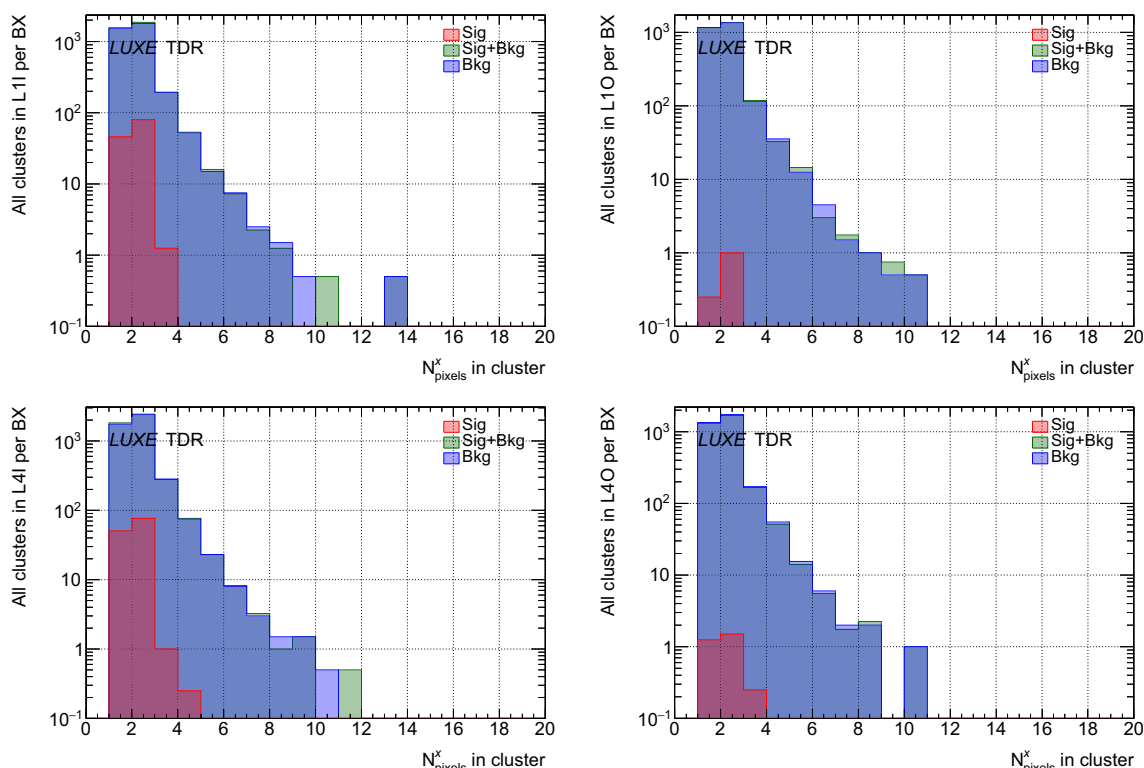 All clusters in L1I per BX
10³
10²
10
1
10⁻¹
LUXE TDR
Sig
Sig+Bkg
Bkg
0 2 4 6 8 10 12 14 16 18 20
Nˣpixels in cluster
All clusters in L1O per BX
10³
10²
10
1
10⁻¹
LUXE TDR
Sig
Sig+Bkg
Bkg
0 2 4 6 8 10 12 14 16 18 20
Nˣpixels in cluster
All clusters in L4I per BX
10³
10²
10
1
10⁻¹
LUXE TDR
Sig
Sig+Bkg
Bkg
0 2 4 6 8 10 12 14 16 18 20
Nˣpixels in cluster
All clusters in L4O per BX
10³
10²
10
1
10⁻¹
LUXE TDR
Sig
Sig+Bkg
Bkg
0 2 4 6 8 10 12 14 16 18 20
Nˣpixels in cluster